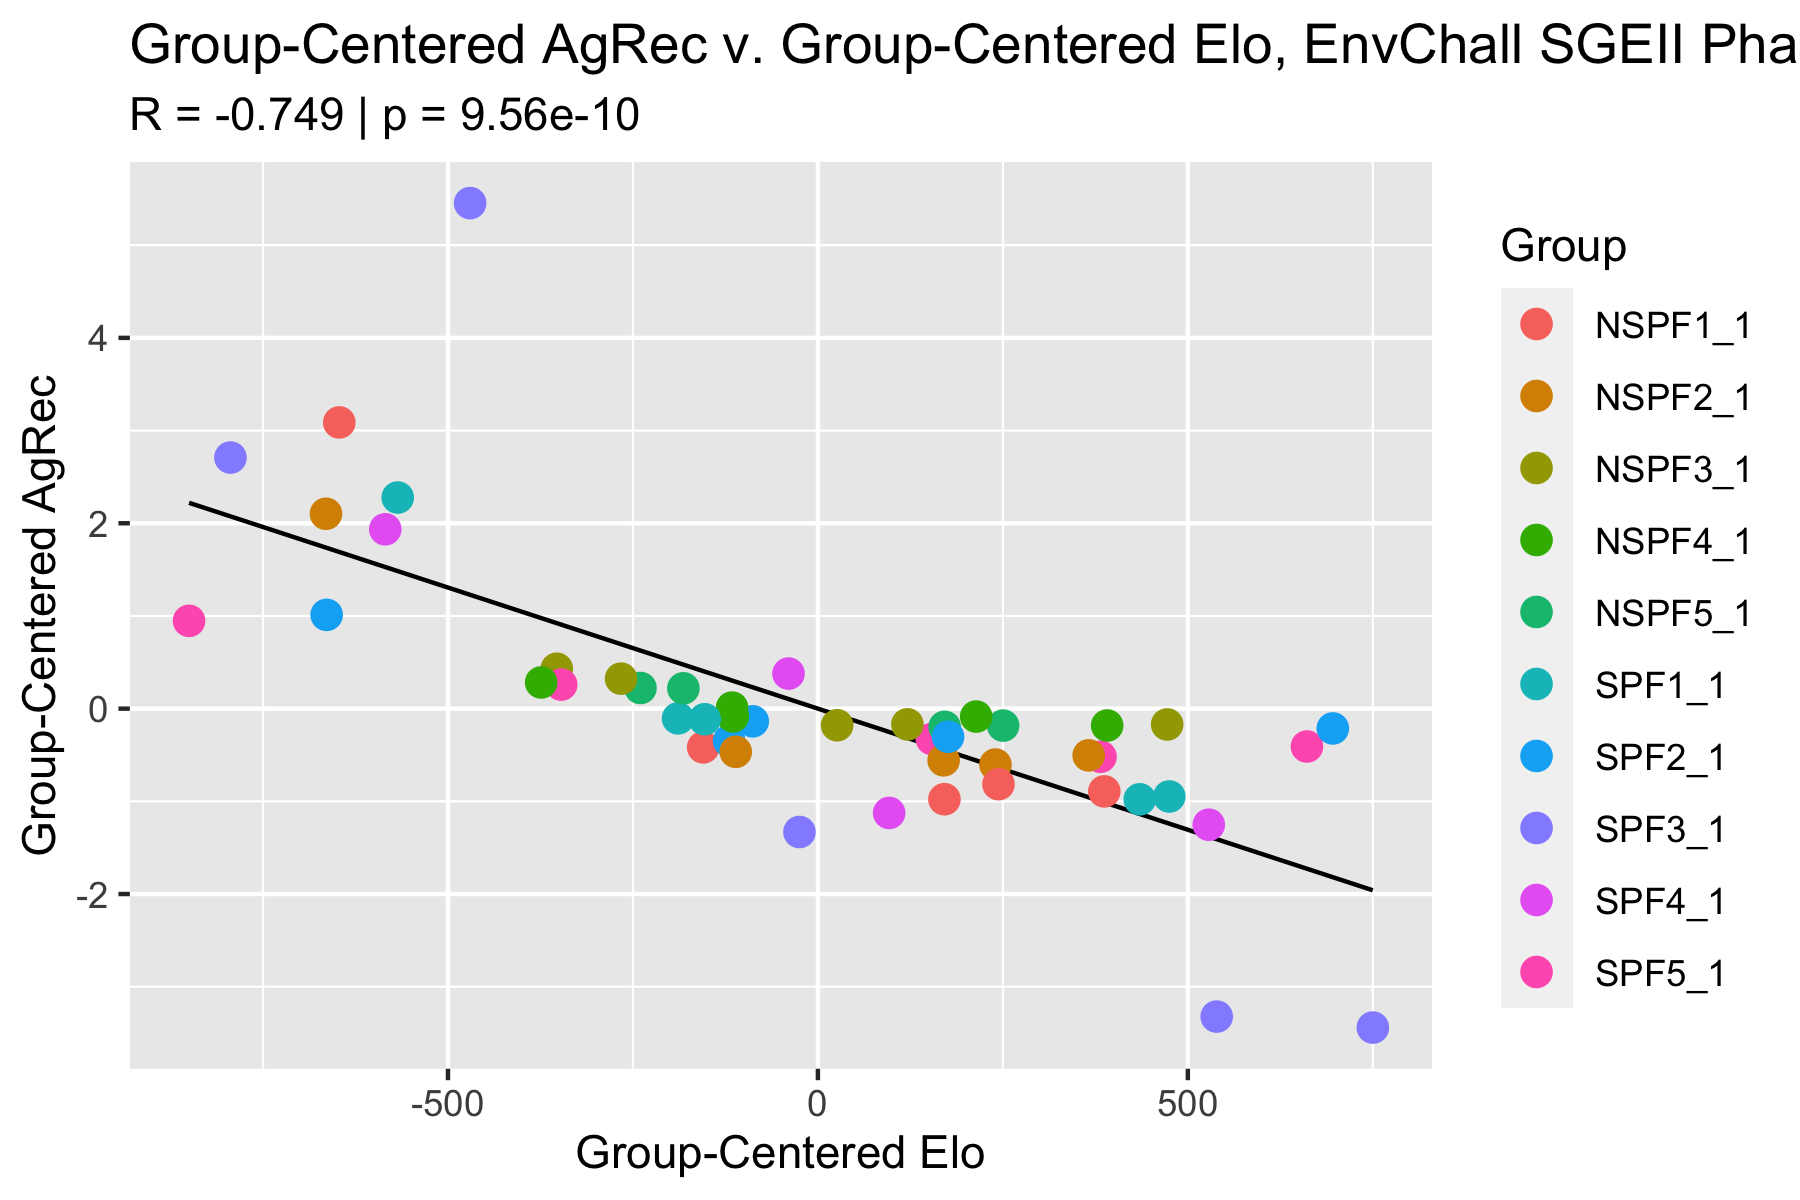 Group-Centered AgRec v. Group-Centered Elo, EnvChall SGEII Pha
R = -0.749 | p = 9.56e-10
Group-Centered AgRec
4
2
0
-2
-500
0
500
Group-Centered Elo
Group
NSPF1_1
NSPF2_1
NSPF3_1
NSPF4_1
NSPF5_1
SPF1_1
SPF2_1
SPF3_1
SPF4_1
SPF5_1